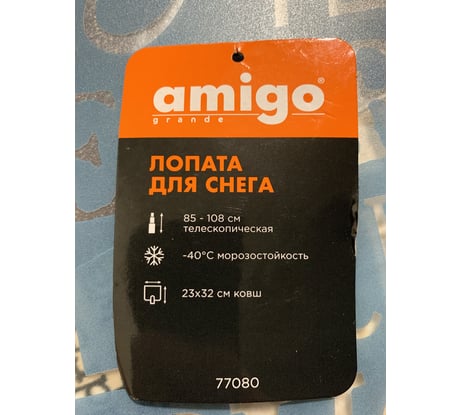 amigo®
grande
ЛОПАТА
ДЛЯ СНЕГА
85 - 108 см
телескопическая
-40°C морозостойкость
23x32 см ковш
77080